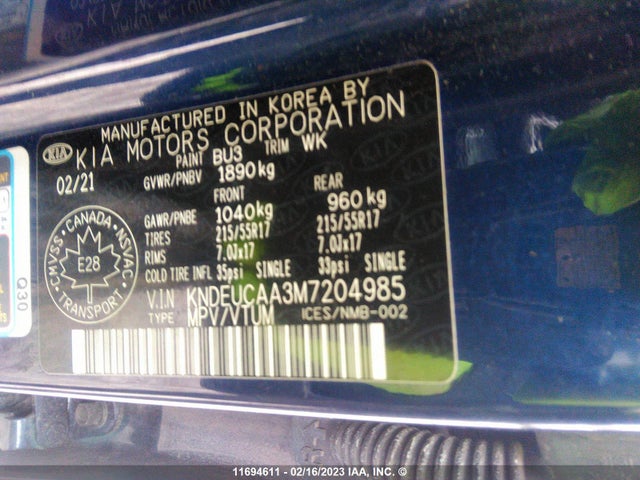 MANUFACTURED IN KOREA BY
KIA KIA MOTORS CORPORATION
02/21 PAINT BU3 TRIM WK
GVWR/PNBV 1890kg
FRONT REAR
GAWR/PNBE 1040kg 960kg
TIRES 215/55R17 215/55R17
RIMS 7.0Jx17 7.0Jx17
COLD TIRE INFL 35psi SINGLE 33psi SINGLE
V.I.N KNDEUCAA3M7204985
TYPE MPV/VTUM ICES/NMB-002
CMVSS · CANADA · NSVAC
E28
TRANSPORT
Q30
11694611 - 02/16/2023 IAA, INC. ©